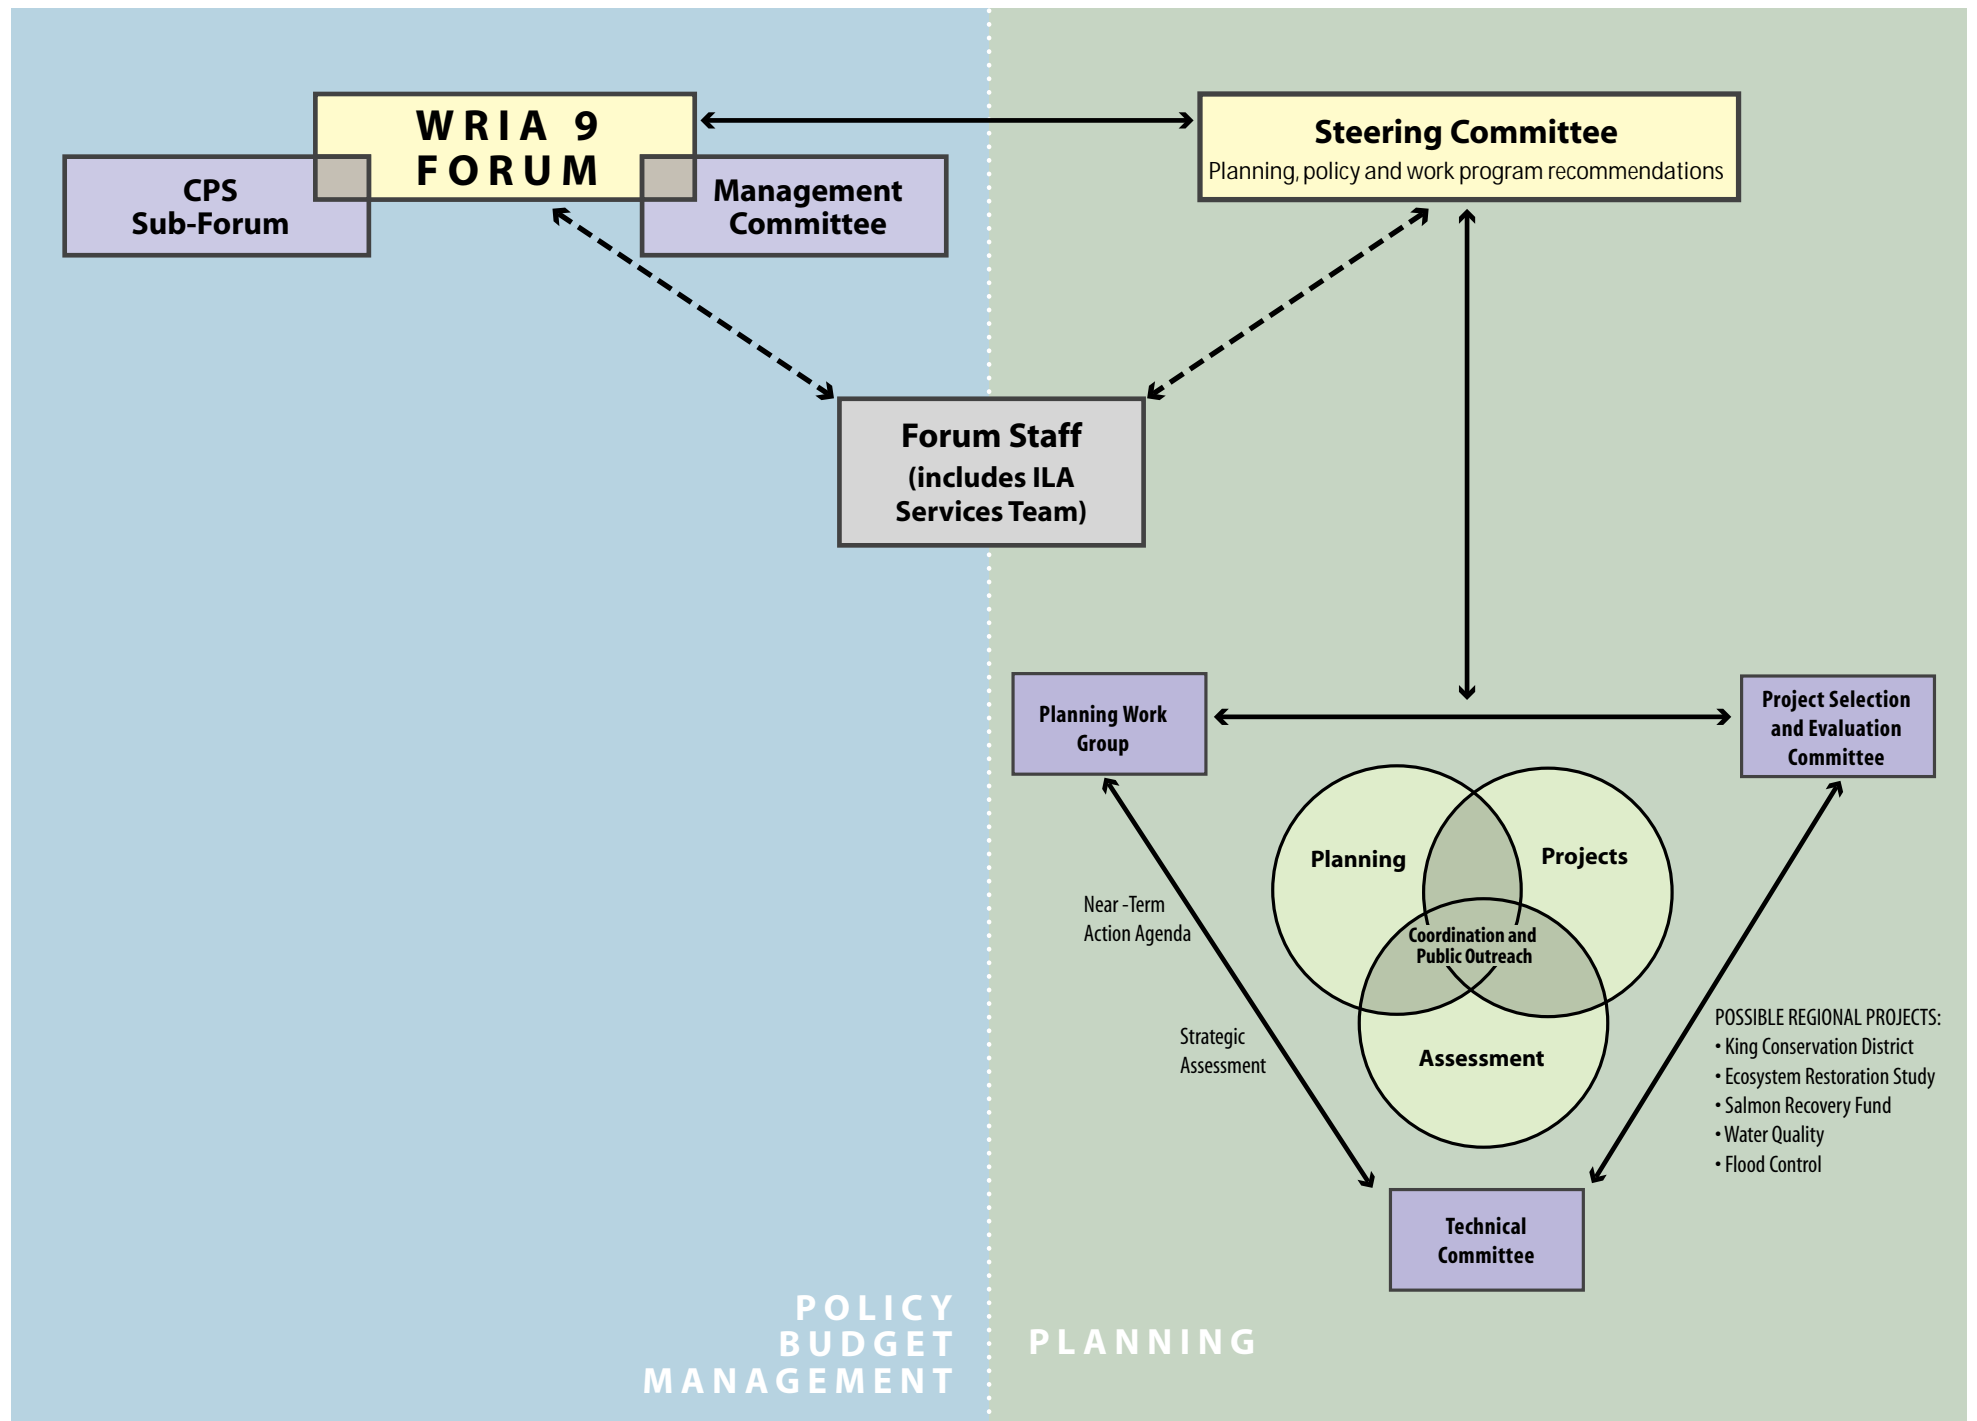 WRIA 9
FORUM
CPS
Sub-Forum
Management
Committee
Steering Committee
Planning, policy and work program recommendations
Forum Staff
(includes ILA
Services Team)
Planning Work
Group
Project Selection
and Evaluation
Committee
Planning
Projects
Coordination and
Public Outreach
Assessment
Near -Term
Action Agenda
Strategic
Assessment
POSSIBLE REGIONAL PROJECTS:
• King Conservation District
• Ecosystem Restoration Study
• Salmon Recovery Fund
• Water Quality
• Flood Control
Technical
Committee
POLICY
BUDGET
MANAGEMENT
PLANNING